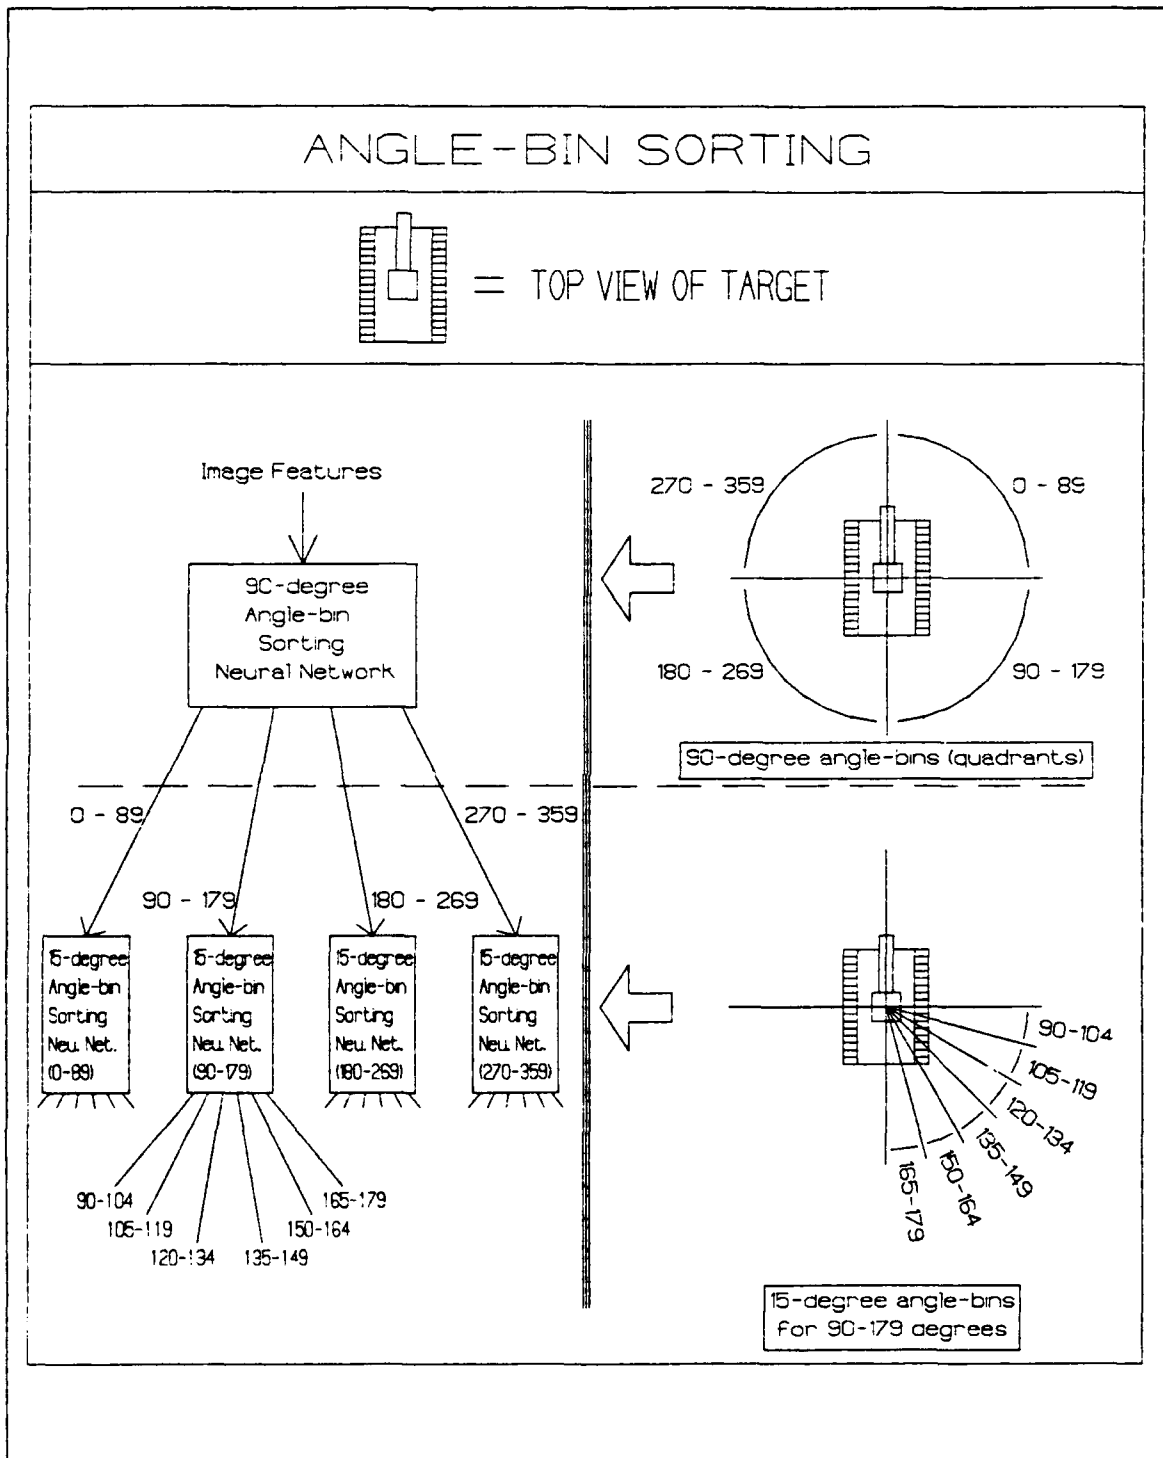 ANGLE-BIN SORTING
= TOP VIEW OF TARGET
Image Features
90-degree
Angle-bin
Sorting
Neural Network
0 - 89
270 - 359
90 - 179
180 - 269
15-degree
Angle-bin
Sorting
Neu. Net.
(0-89)
15-degree
Angle-bin
Sorting
Neu. Net.
(90-179)
15-degree
Angle-bin
Sorting
Neu. Net.
(180-269)
15-degree
Angle-bin
Sorting
Neu. Net.
(270-359)
90-104
105-119
120-134
135-149
150-164
165-179
270 - 359
0 - 89
180 - 269
90 - 179
90-degree angle-bins (quadrants)
90-104
105-119
120-134
135-149
150-164
165-179
15-degree angle-bins
for 90-179 degrees